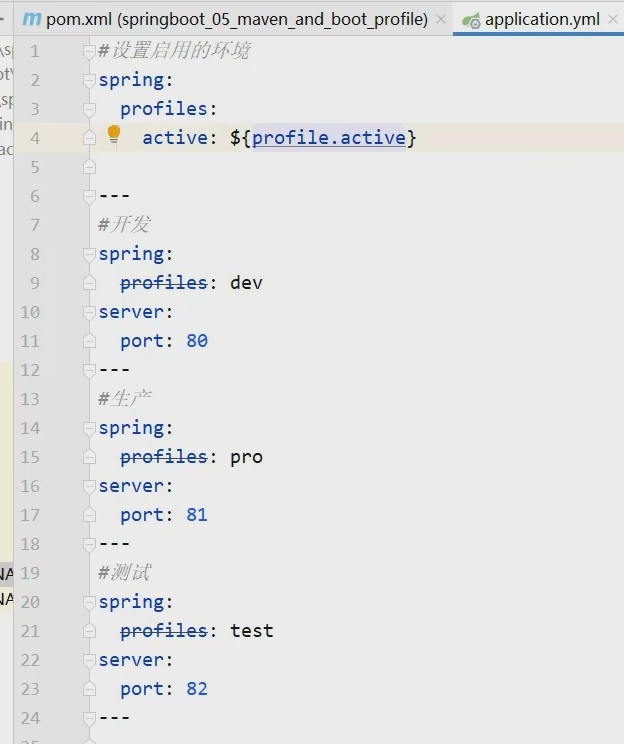 pom.xml (springboot_05_maven_and_boot_profile) × application.yml ×
1 #设置启用的环境
2 spring:
3   profiles:
4     active: ${profile.active}
5
6 ---
7 #开发
8 spring:
9   profiles: dev
10 server:
11   port: 80
12 ---
13 #生产
14 spring:
15   profiles: pro
16 server:
17   port: 81
18 ---
19 #测试
20 spring:
21   profiles: test
22 server:
23   port: 82
24 ---